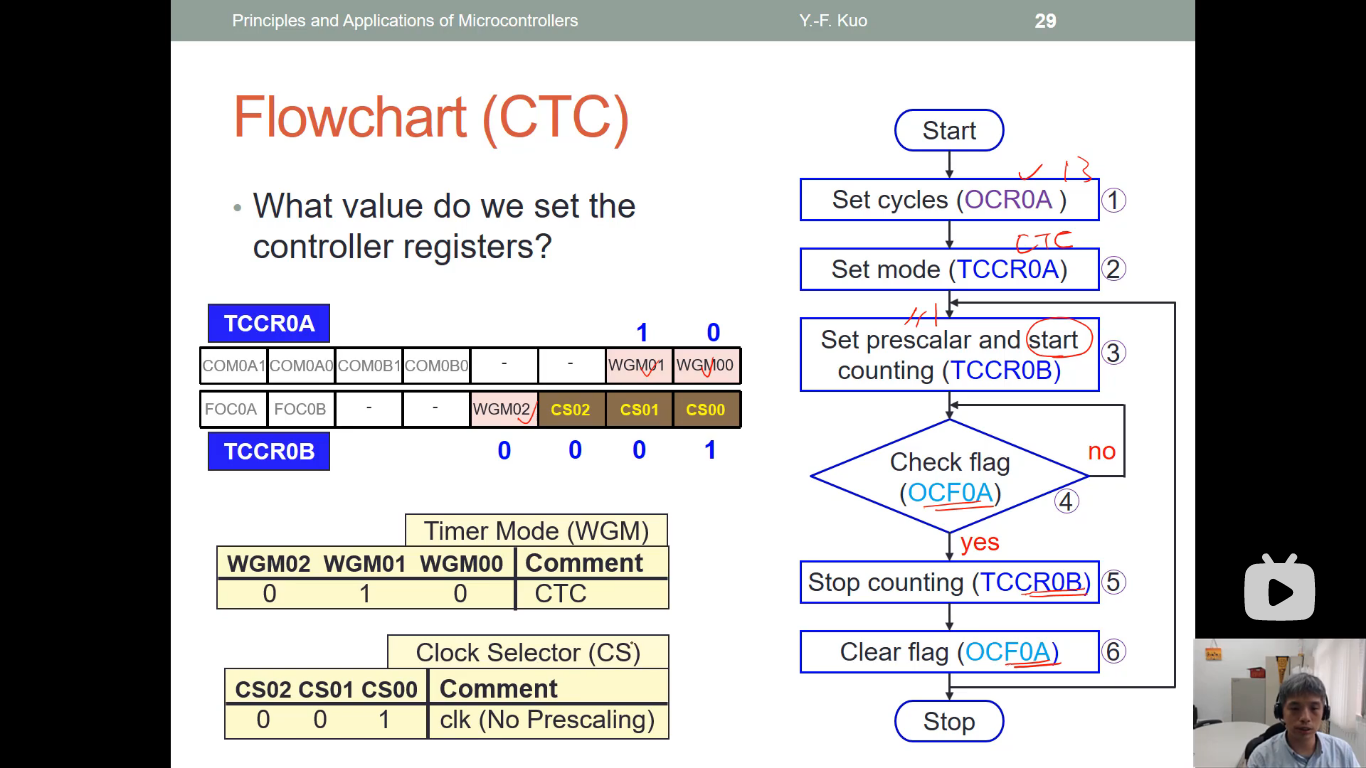 Principles and Applications of Microcontrollers
Y.-F. Kuo
29
Flowchart (CTC)
• What value do we set the
controller registers?
TCCR0A
1 0
COM0A1 COM0A0 COM0B1 COM0B0 - - WGM01 WGM00
FOC0A FOC0B - - WGM02 CS02 CS01 CS00
TCCR0B
0 0 0 1
Timer Mode (WGM)
WGM02 WGM01 WGM00 Comment
0 1 0 CTC
Clock Selector (CS)
CS02 CS01 CS00 Comment
0 0 1 clk (No Prescaling)
Start
13
Set cycles (OCR0A )
①
CTC
Set mode (TCCR0A)
②
Set prescalar and start
counting (TCCR0B)
③
Check flag
(OCF0A)
④
no
yes
Stop counting (TCCR0B)
⑤
Clear flag (OCF0A)
⑥
Stop